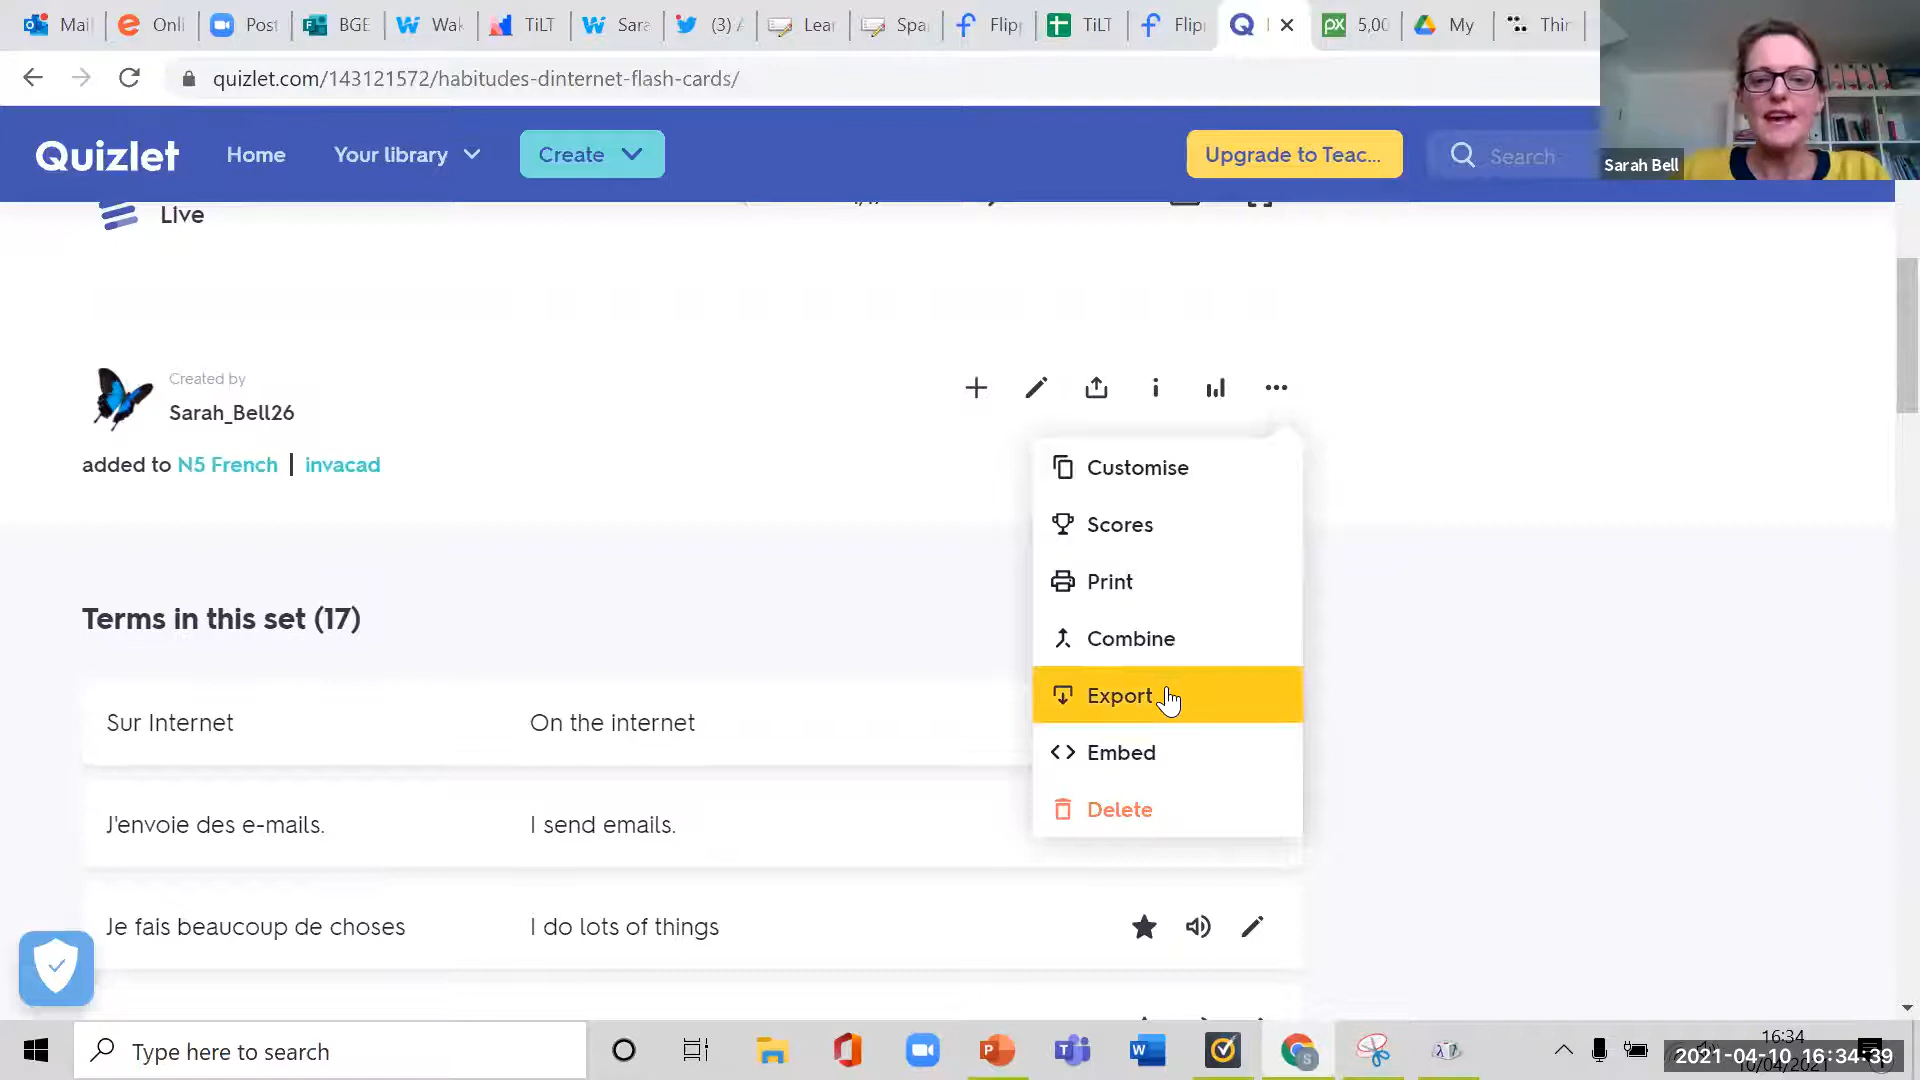 Mail
Onli
Post
BGE
Wak
TiLT
Sara
(3) /
Lear
Spa
Flip
TiLT
Flip
5,00
My
Thir
quizlet.com/143121572/habitudes-dinternet-flash-cards/
Quizlet
Home
Your library
Create
Upgrade to Teac...
Search
Sarah Bell
Live
Created by
Sarah_Bell26
added to N5 French | invacad
Customise
Scores
Print
Combine
Export
Embed
Delete
Terms in this set (17)
Sur Internet On the internet
J'envoie des e-mails. I send emails.
Je fais beaucoup de choses I do lots of things
Type here to search
16:34
2021-04-10 16:34:39